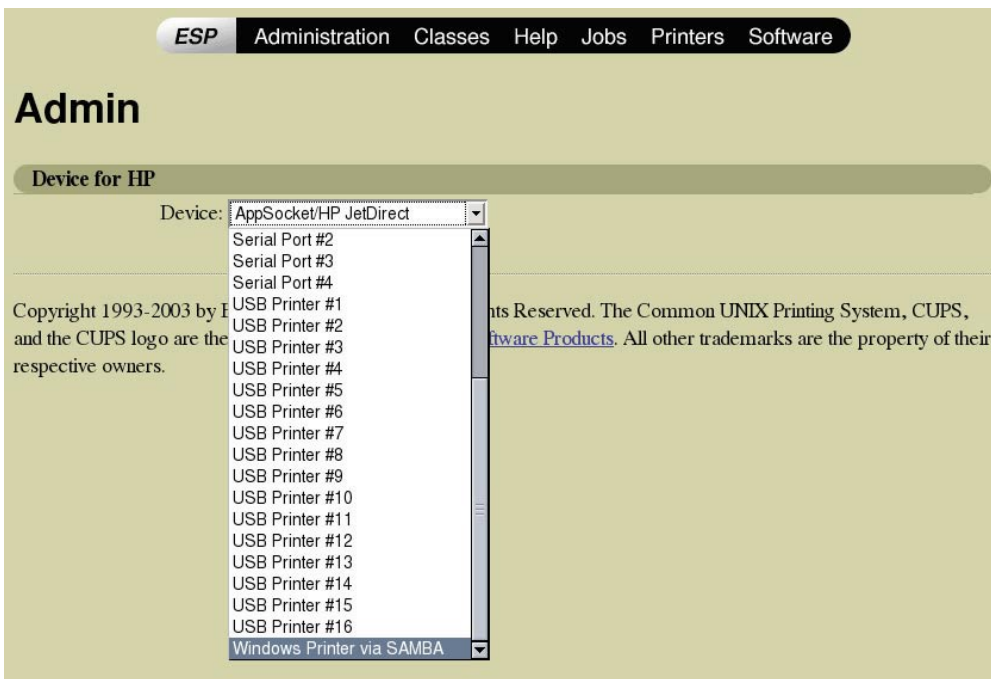 ESP Administration Classes Help Jobs Printers Software
Admin
Device for HP
Device: AppSocket/HP JetDirect
Serial Port #2
Serial Port #3
Serial Port #4
USB Printer #1
USB Printer #2
USB Printer #3
USB Printer #4
USB Printer #5
USB Printer #6
USB Printer #7
USB Printer #8
USB Printer #9
USB Printer #10
USB Printer #11
USB Printer #12
USB Printer #13
USB Printer #14
USB Printer #15
USB Printer #16
Windows Printer via SAMBA
Copyright 1993-2003 by Reserved. The Common UNIX Printing System, CUPS,
and the CUPS logo are the Products. All other trademarks are the property of their
respective owners.